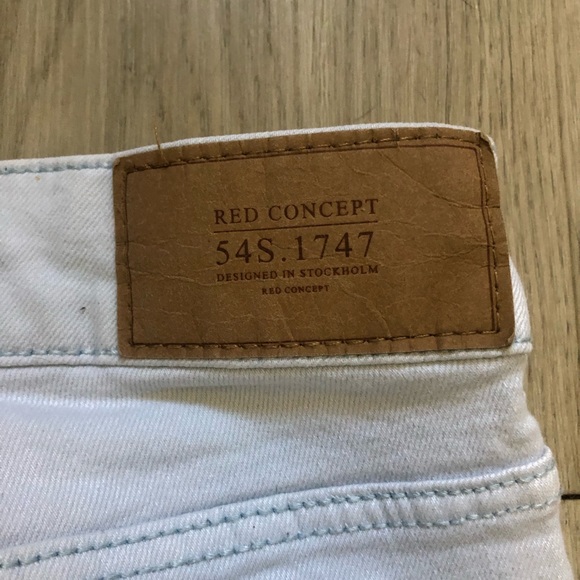 RED CONCEPT
54S.1747
DESIGNED IN STOCKHOLM
RED CONCEPT